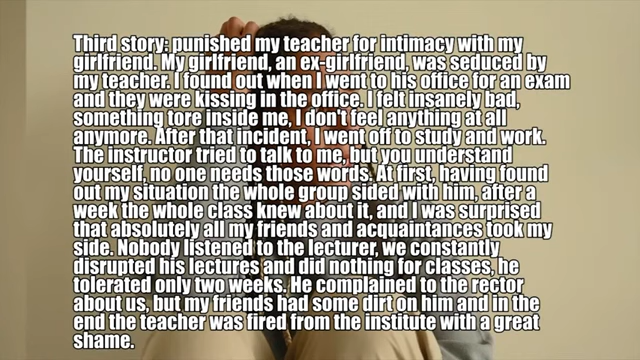 Third story: punished my teacher for intimacy with my
girlfriend. My girlfriend, an ex-girlfriend, was seduced by
my teacher. I found out when I went to his office for an exam
and they were kissing in the office. I felt insanely bad,
something tore inside me, I don't feel anything at all
anymore. After that incident, I went off to study and work.
The instructor tried to talk to me, but you understand
yourself, no one needs those words. At first, having found
out my situation the whole group sided with him, after a
week the whole class knew about it, and I was surprised
that absolutely all my friends and acquaintances took my
side. Nobody listened to the lecturer, we constantly
disrupted his lectures and did nothing for classes, he
tolerated only two weeks. He complained to the rector
about us, but my friends had some dirt on him and in the
end the teacher was fired from the institute with a great
shame.